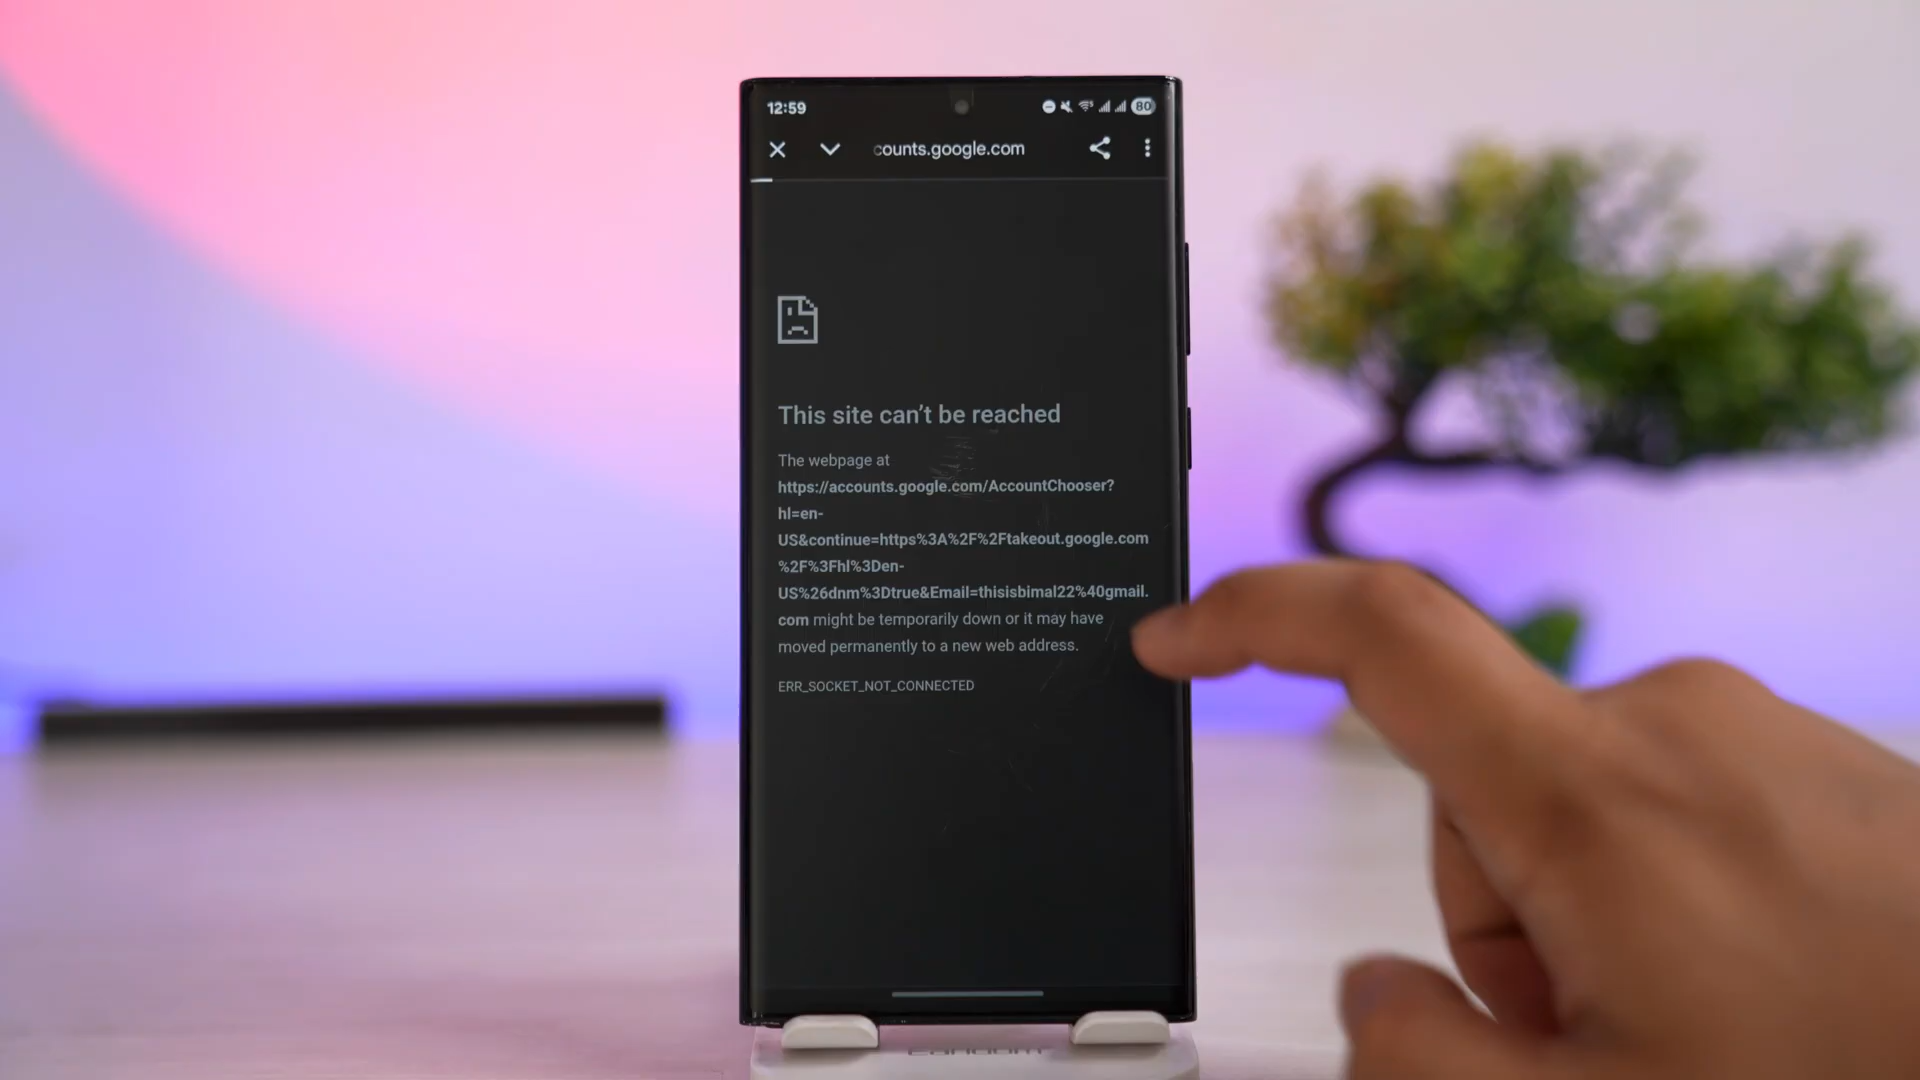 12:59
80
counts.google.com
This site can't be reached
The webpage at
https://accounts.google.com/AccountChooser?
hl=en-
US&continue=https%3A%2F%2Ftakeout.google.com
%2F%3Fhl%3Den-
US%26dnm%3Dtrue&Email=thisisbimal22%40gmail.
com might be temporarily down or it may have
moved permanently to a new web address.
ERR_SOCKET_NOT_CONNECTED